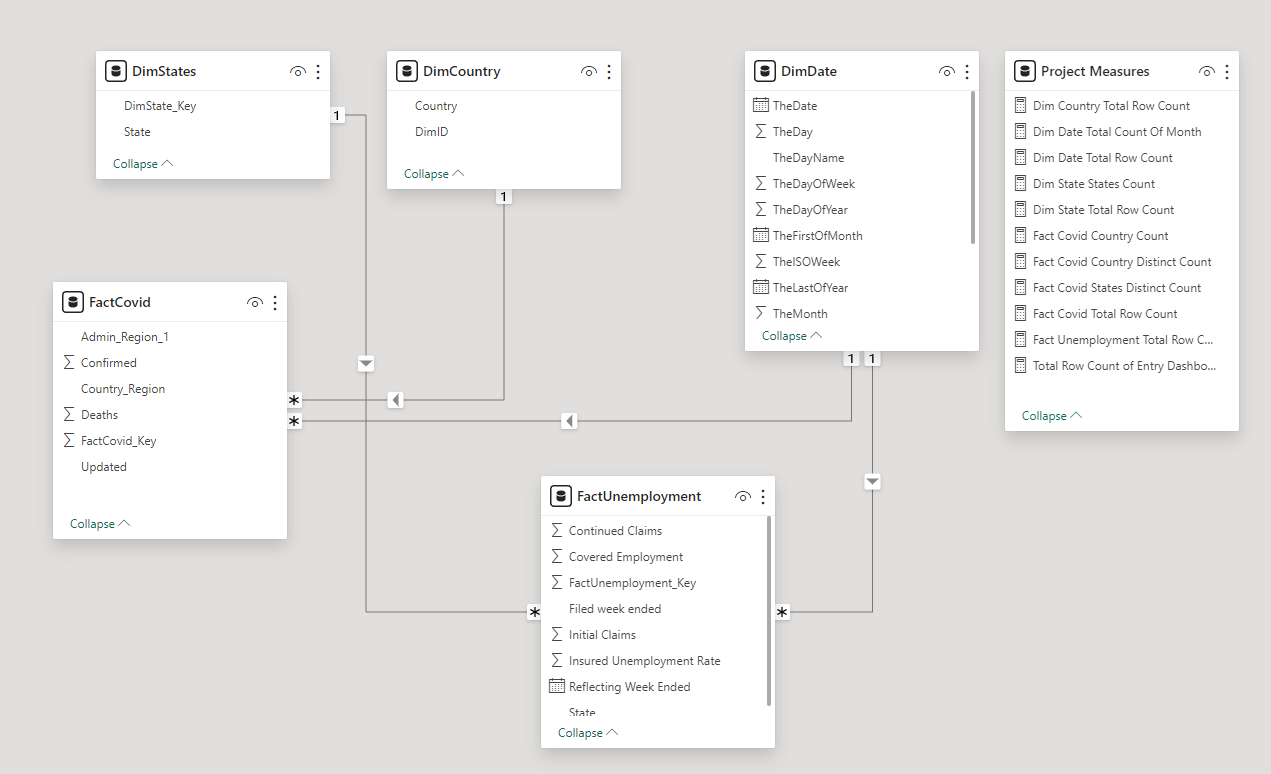 DimStates
DimState_Key
State
Collapse
1
DimCountry
Country
DimID
Collapse
1
DimDate
TheDate
TheDay
TheDayName
TheDayOfWeek
TheDayOfYear
TheFirstOfMonth
TheISOWeek
TheLastOfYear
TheMonth
Collapse
1
1
Project Measures
Dim Country Total Row Count
Dim Date Total Count Of Month
Dim Date Total Row Count
Dim State States Count
Dim State Total Row Count
Fact Covid Country Count
Fact Covid Country Distinct Count
Fact Covid States Distinct Count
Fact Covid Total Row Count
Fact Unemployment Total Row C...
Total Row Count of Entry Dashbo...
Collapse
FactCovid
Admin_Region_1
Confirmed
Country_Region
Deaths
FactCovid_Key
Updated
Collapse
*
*
FactUnemployment
Continued Claims
Covered Employment
FactUnemployment_Key
Filed week ended
Initial Claims
Insured Unemployment Rate
Reflecting Week Ended
State
Collapse
*
*